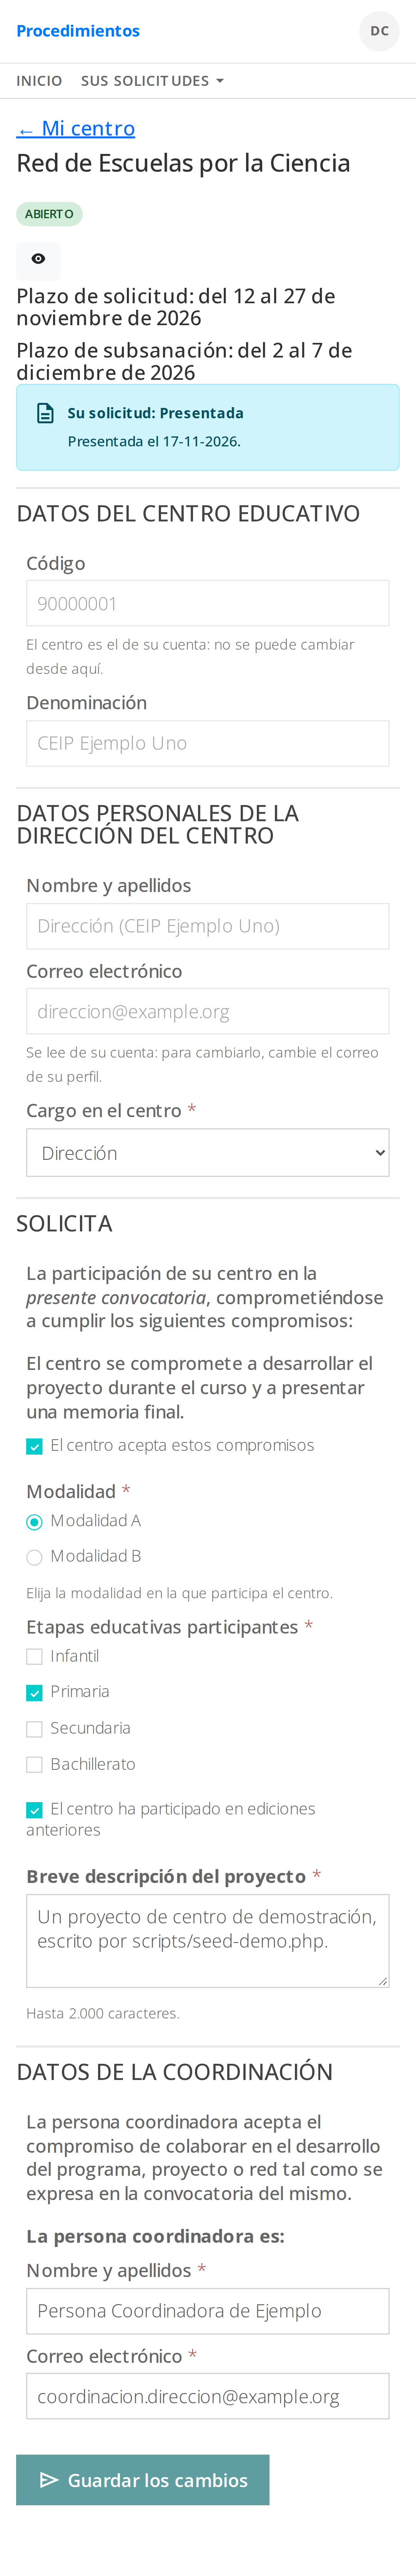 Procedimientos
DC
INICIO
SUS SOLICITUDES
← Mi centro
Red de Escuelas por la Ciencia
ABIERTO
Plazo de solicitud: del 12 al 27 de
noviembre de 2026
Plazo de subsanación: del 2 al 7 de
diciembre de 2026
Su solicitud: Presentada
Presentada el 17-11-2026.
DATOS DEL CENTRO EDUCATIVO
Código
90000001
El centro es el de su cuenta: no se puede cambiar
desde aquí.
Denominación
CEIP Ejemplo Uno
DATOS PERSONALES DE LA
DIRECCIÓN DEL CENTRO
Nombre y apellidos
Dirección (CEIP Ejemplo Uno)
Correo electrónico
direccion@example.org
Se lee de su cuenta: para cambiarlo, cambie el correo
de su perfil.
Cargo en el centro *
Dirección
SOLICITA
La participación de su centro en la
presente convocatoria, comprometiéndose
a cumplir los siguientes compromisos:
El centro se compromete a desarrollar el
proyecto durante el curso y a presentar
una memoria final.
El centro acepta estos compromisos
Modalidad *
Modalidad A
Modalidad B
Elija la modalidad en la que participa el centro.
Etapas educativas participantes *
Infantil
Primaria
Secundaria
Bachillerato
El centro ha participado en ediciones
anteriores
Breve descripción del proyecto *
Un proyecto de centro de demostración,
escrito por scripts/seed-demo.php.
Hasta 2.000 caracteres.
DATOS DE LA COORDINACIÓN
La persona coordinadora acepta el
compromiso de colaborar en el desarrollo
del programa, proyecto o red tal como se
expresa en la convocatoria del mismo.
La persona coordinadora es:
Nombre y apellidos *
Persona Coordinadora de Ejemplo
Correo electrónico *
coordinacion.direccion@example.org
Guardar los cambios